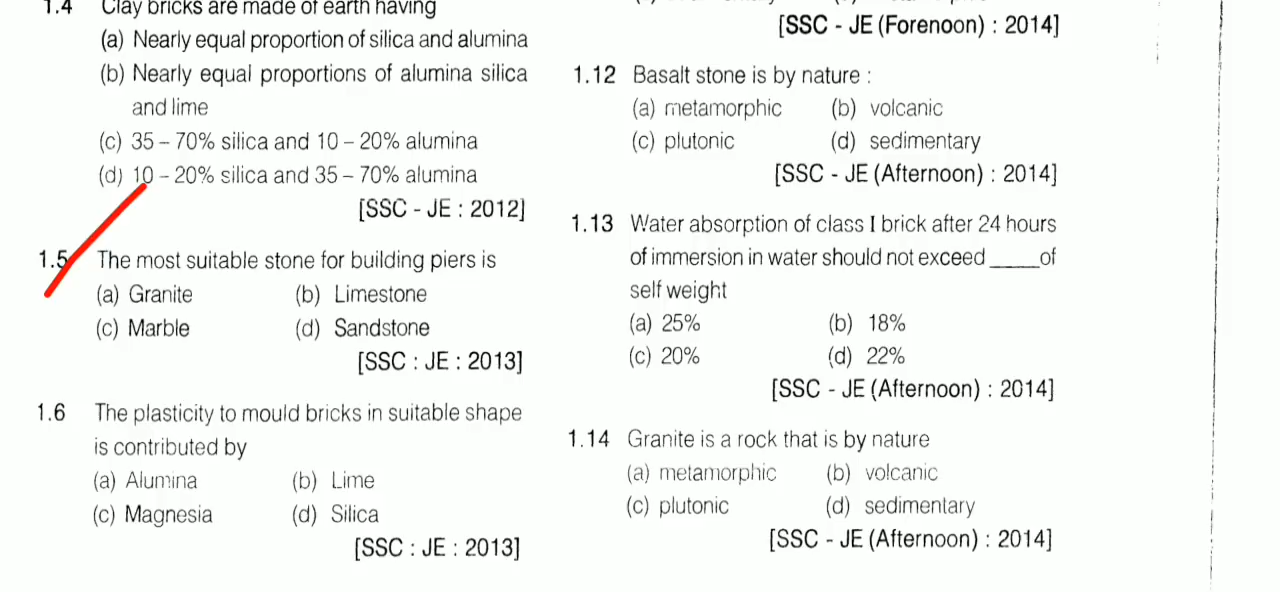 1.4 Clay bricks are made of earth having
(a) Nearly equal proportion of silica and alumina
(b) Nearly equal proportions of alumina silica
and lime
(c) 35 – 70% silica and 10 – 20% alumina
(d) 10 – 20% silica and 35 – 70% alumina
[SSC - JE : 2012]
1.5 The most suitable stone for building piers is
(a) Granite (b) Limestone
(c) Marble (d) Sandstone
[SSC : JE : 2013]
1.6 The plasticity to mould bricks in suitable shape
is contributed by
(a) Alumina (b) Lime
(c) Magnesia (d) Silica
[SSC : JE : 2013]
[SSC - JE (Forenoon) : 2014]
1.12 Basalt stone is by nature :
(a) metamorphic (b) volcanic
(c) plutonic (d) sedimentary
[SSC - JE (Afternoon) : 2014]
1.13 Water absorption of class I brick after 24 hours
of immersion in water should not exceed _____of
self weight
(a) 25% (b) 18%
(c) 20% (d) 22%
[SSC - JE (Afternoon) : 2014]
1.14 Granite is a rock that is by nature
(a) metamorphic (b) volcanic
(c) plutonic (d) sedimentary
[SSC - JE (Afternoon) : 2014]